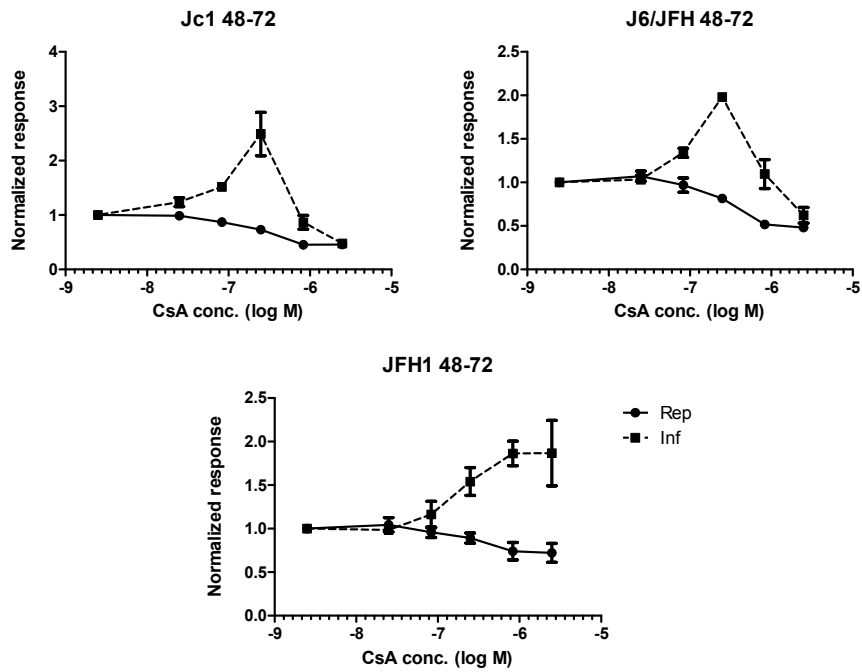 Jc1 48-72
Normalized response
4
3
2
1
0
-9
-8
-7
-6
-5
CsA conc. (log M)
J6/JFH 48-72
Normalized response
2.5
2.0
1.5
1.0
0.5
0.0
-9
-8
-7
-6
-5
CsA conc. (log M)
JFH1 48-72
Normalized response
2.5
2.0
1.5
1.0
0.5
0.0
-9
-8
-7
-6
-5
CsA conc. (log M)
Rep
Inf